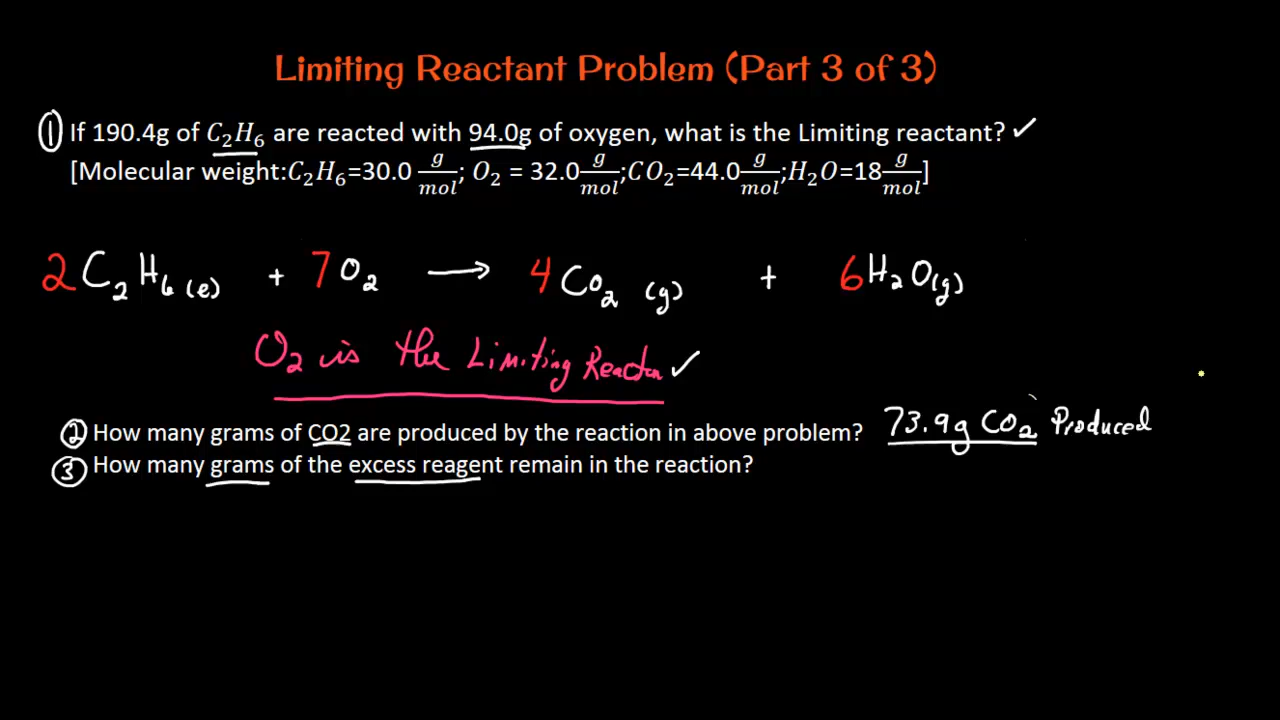 Limiting Reactant Problem (Part 3 of 3)
① If 190.4g of C₂H₆ are reacted with 94.0g of oxygen, what is the Limiting reactant? ✓
[Molecular weight:C₂H₆=30.0 g/mol; O₂ = 32.0 g/mol;CO₂=44.0 g/mol;H₂O=18 g/mol]
2C₂H₆ (e) + 7O₂ → 4CO₂ (g) + 6H₂O(g)
O₂ is the Limiting Reactan ✓
② How many grams of CO2 are produced by the reaction in above problem? 73.9g CO₂ Produced
③ How many grams of the excess reagent remain in the reaction?